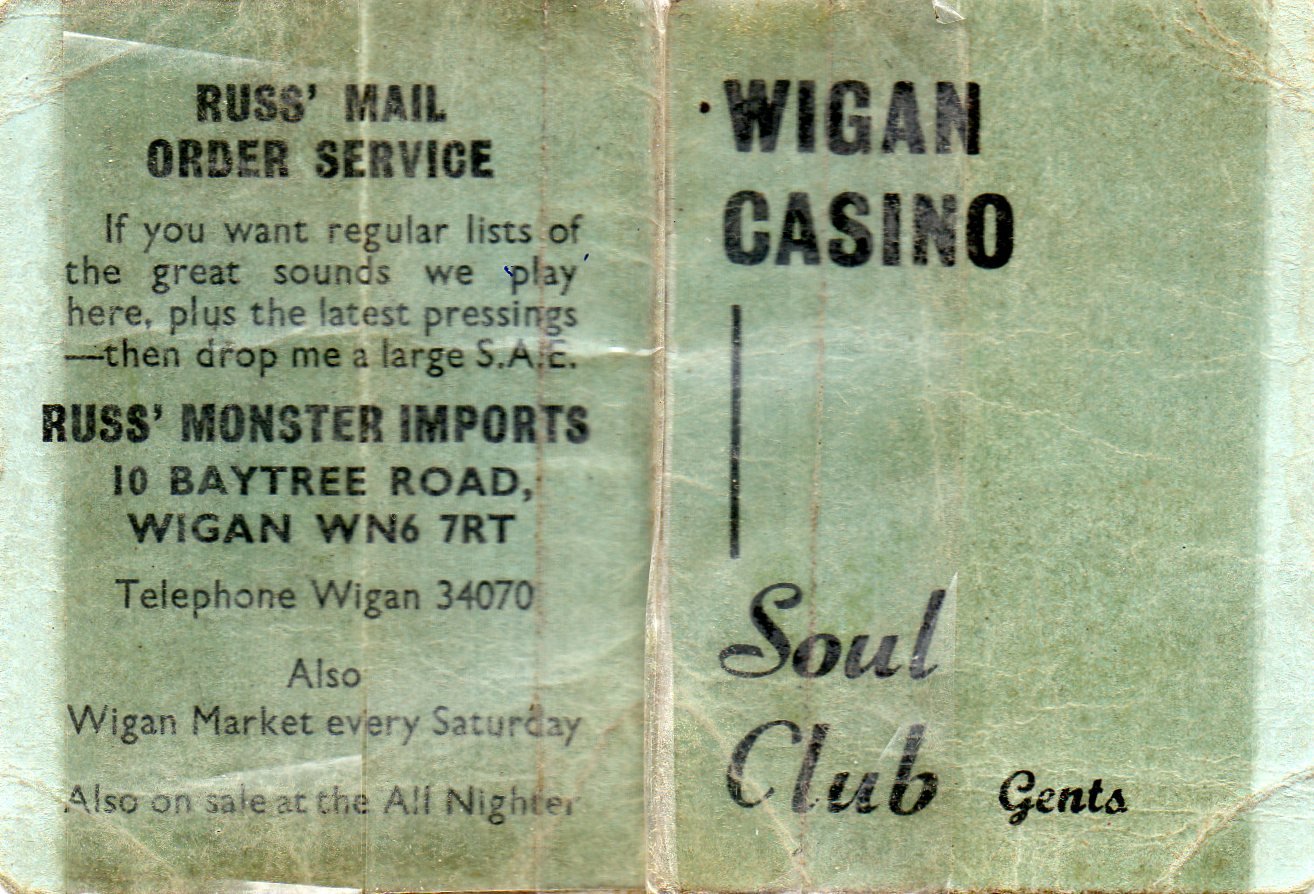 RUSS' MAIL
ORDER SERVICE
If you want regular lists of
the great sounds we play
here, plus the latest pressings
—then drop me a large S.A.E.
RUSS' MONSTER IMPORTS
10 BAYTREE ROAD,
WIGAN WN6 7RT
Telephone Wigan 34070
Also
Wigan Market every Saturday
Also on sale at the All Nighter
WIGAN
CASINO
Soul
Club Gents